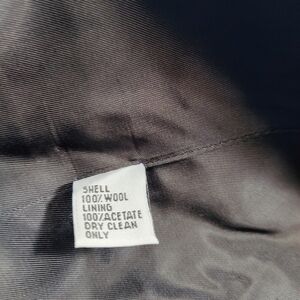 SHELL
100% WOOL
LINING
100% ACETATE
DRY CLEAN
ONLY